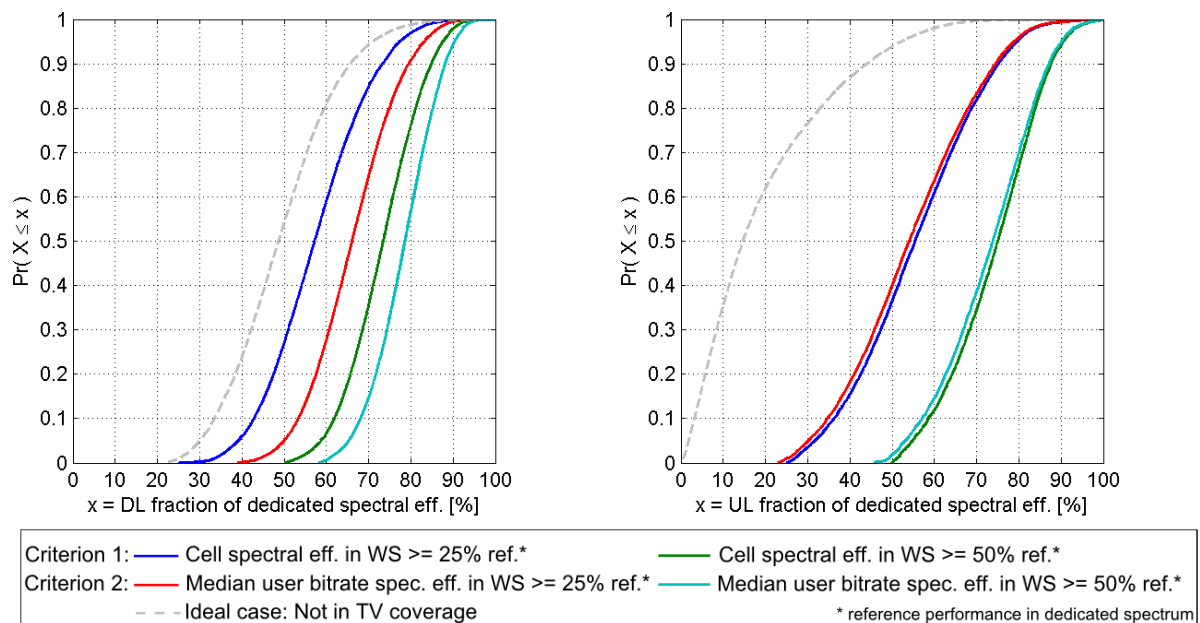 1
0.9
0.8
0.7
0.6
0.5
0.4
0.3
0.2
0.1
0
Pr( X ≤ x )
0 10 20 30 40 50 60 70 80 90 100
x = DL fraction of dedicated spectral eff. [%]
1
0.9
0.8
0.7
0.6
0.5
0.4
0.3
0.2
0.1
0
Pr( X ≤ x )
0 10 20 30 40 50 60 70 80 90 100
x = UL fraction of dedicated spectral eff. [%]
Criterion 1: Cell spectral eff. in WS >= 25% ref.* Cell spectral eff. in WS >= 50% ref.*
Criterion 2: Median user bitrate spec. eff. in WS >= 25% ref.* Median user bitrate spec. eff. in WS >= 50% ref.*
Ideal case: Not in TV coverage * reference performance in dedicated spectrum